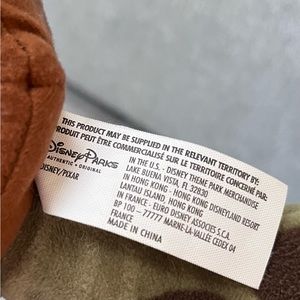 THIS PRODUCT MAY BE SUPPLIED IN THE RELEVANT TERRITORY BY:
PRODUIT PEUT ÊTRE COMMERCIALISÉ SUR LE TERRITOIRE CONCERNÉ PAR:
DISNEY PARKS
AUTHENTIC • ORIGINAL
DISNEY/PIXAR
IN THE U.S. - DISNEY THEME PARK MERCHANDISE
LAKE BUENA VISTA, FL 32830
IN HONG KONG - HONG KONG DISNEYLAND RESORT
LANTAU ISLAND, HONG KONG
IN FRANCE - EURO DISNEY ASSOCIES S.C.A.
BP 100 - 77777 MARNE-LA-VALLÉE CEDEX 04
FRANCE
MADE IN CHINA